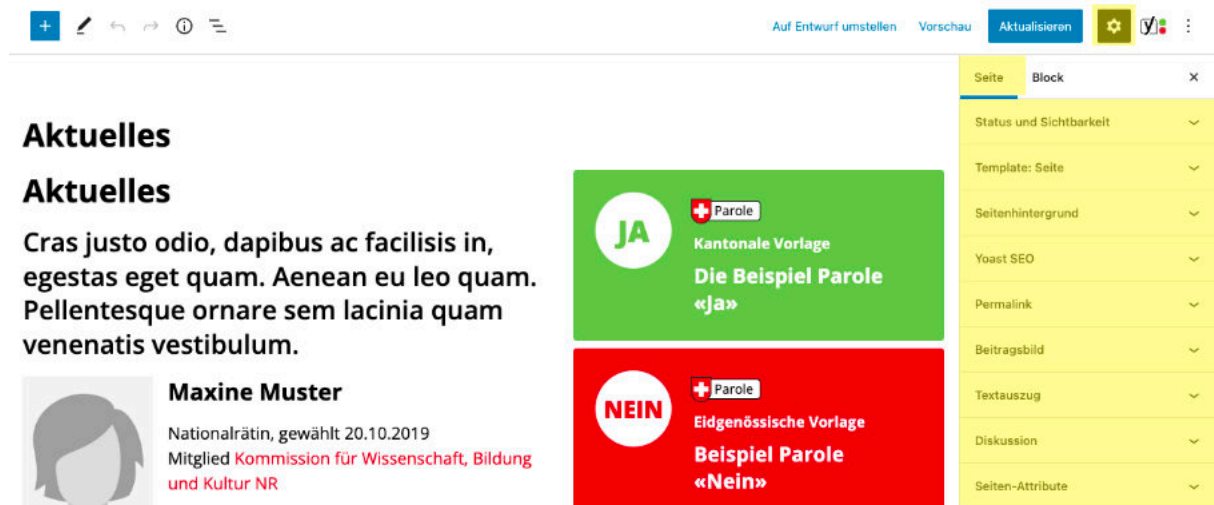 Auf Entwurf umstellen Vorschau Aktualisieren
Seite Block
Status und Sichtbarkeit
Template: Seite
Seitenhintergrund
Yoast SEO
Permalink
Beitragsbild
Textauszug
Diskussion
Seiten-Attribute
Aktuelles
Aktuelles
Cras justo odio, dapibus ac facilisis in,
egestas eget quam. Aenean eu leo quam.
Pellentesque ornare sem lacinia quam
venenatis vestibulum.
Maxine Muster
Nationalrätin, gewählt 20.10.2019
Mitglied Kommission für Wissenschaft, Bildung
und Kultur NR
JA
Parole
Kantonale Vorlage
Die Beispiel Parole
«Ja»
NEIN
Parole
Eidgenössische Vorlage
Beispiel Parole
«Nein»